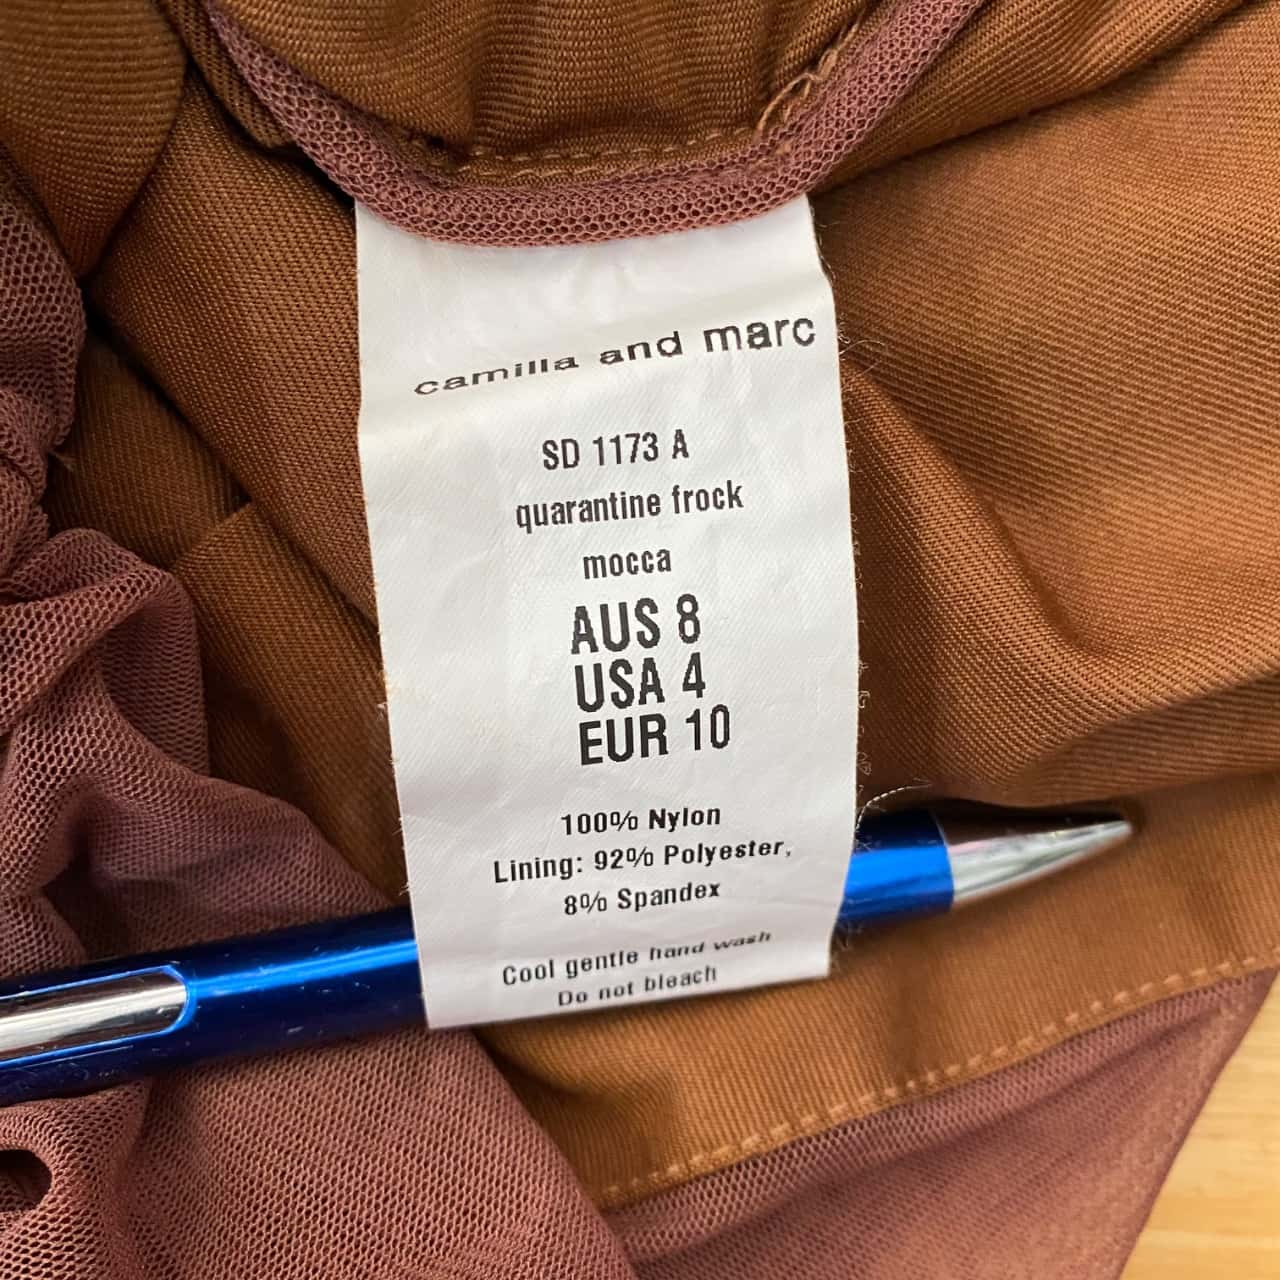 camilla and marc
SD 1173 A
quarantine frock
mocca
AUS 8
USA 4
EUR 10
100% Nylon
Lining: 92% Polyester,
8% Spandex
Cool gentle hand wash
Do not bleach